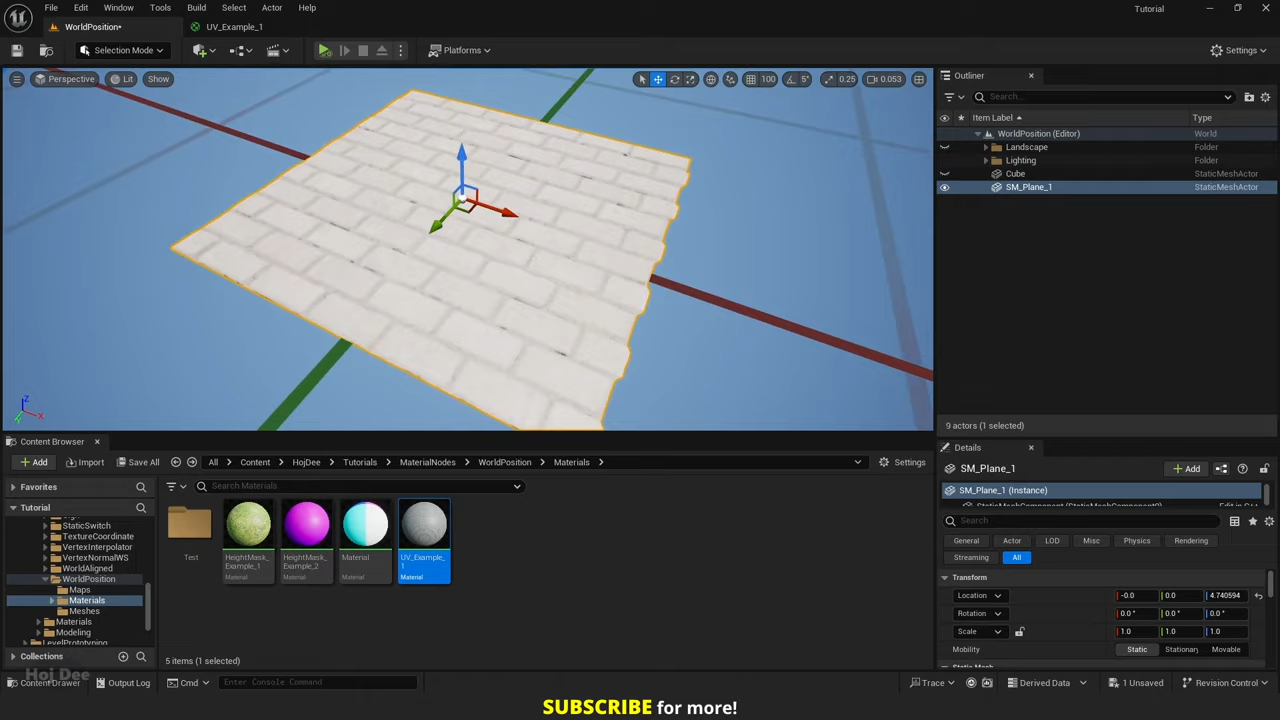 File Edit Window Tools Build Select Actor Help
Tutorial
WorldPosition•
UV_Example_1
Selection Mode
Platforms
Settings
Perspective
Lit
Show
100
5°
0.25
0.053
Outliner
Search...
Item Label
Type
WorldPosition (Editor)
World
Landscape
Folder
Lighting
Folder
Cube
StaticMeshActor
SM_Plane_1
StaticMeshActor
9 actors (1 selected)
Z
Y
X
Content Browser
Add
Import
Save All
All
Content
HojDee
Tutorials
MaterialNodes
WorldPosition
Materials
Settings
Favorites
Tutorial
StaticSwitch
TextureCoordinate
VertexInterpolator
VertexNormalWS
WorldAligned
WorldPosition
Maps
Materials
Meshes
Materials
Modeling
LevelPrototyping
Collections
Search Materials
Test
HeightMask_
Example_1
Material
HeightMask_
Example_2
Material
Material
Material
UV_Example_
1
Material
5 items (1 selected)
Details
SM_Plane_1
Add
SM_Plane_1 (Instance)
Search
General
Actor
LOD
Misc
Physics
Rendering
Streaming
All
Transform
Location
-0.0
0.0
4.740594
Rotation
0.0°
0.0°
0.0°
Scale
1.0
1.0
1.0
Mobility
Static
Stationary
Movable
Hoj Dee
Content Drawer
Output Log
Cmd
Enter Console Command
Trace
Derived Data
1 Unsaved
Revision Control
SUBSCRIBE for more!